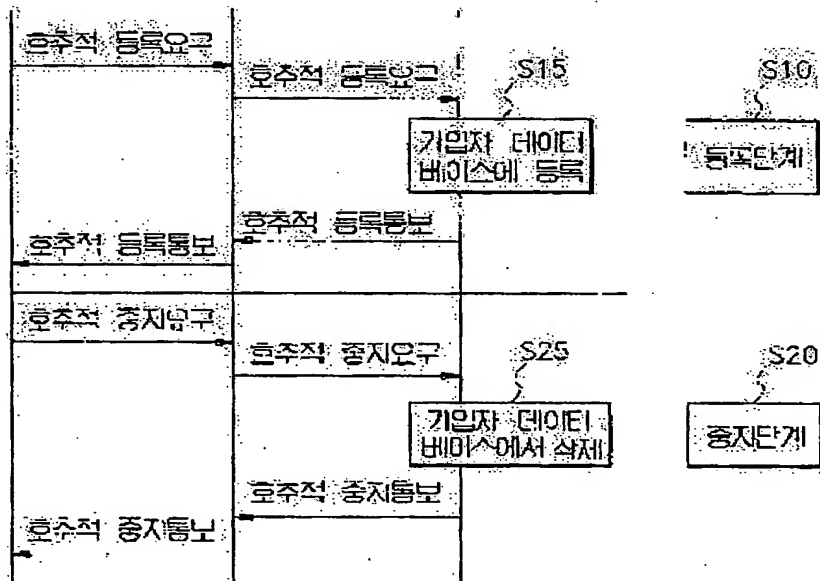 호추적 등록요구
호추적 등록요구
S15
S10
가입자 데이터
베이스에 등록
등록단계
호추적 등록통보
호추적 등록통보
호추적 중지요구
호추적 중지요구
S25
S20
가입자 데이터
베이스에서 삭제
중지단계
호추적 중지통보
호추적 중지통보